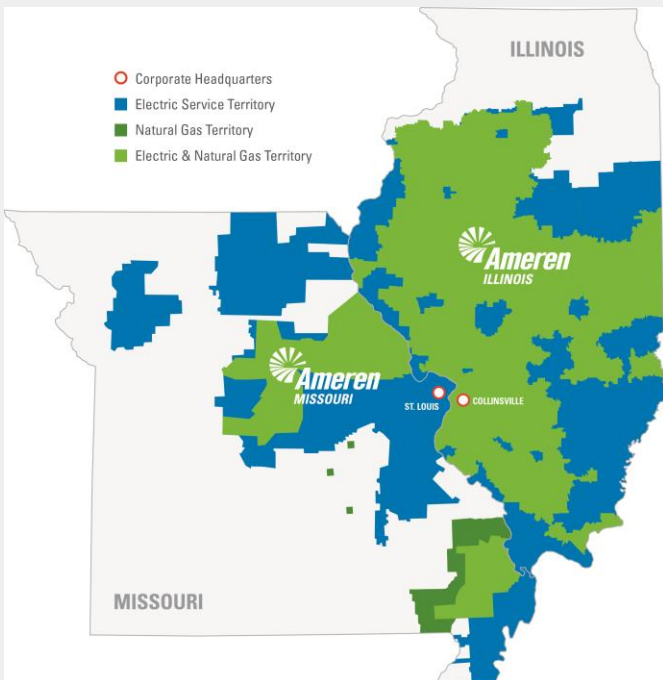 ILLINOIS
Corporate Headquarters
Electric Service Territory
Natural Gas Territory
Electric & Natural Gas Territory
Ameren
ILLINOIS
Ameren
MISSOURI
ST. LOUIS
COLLINSVILLE
MISSOURI